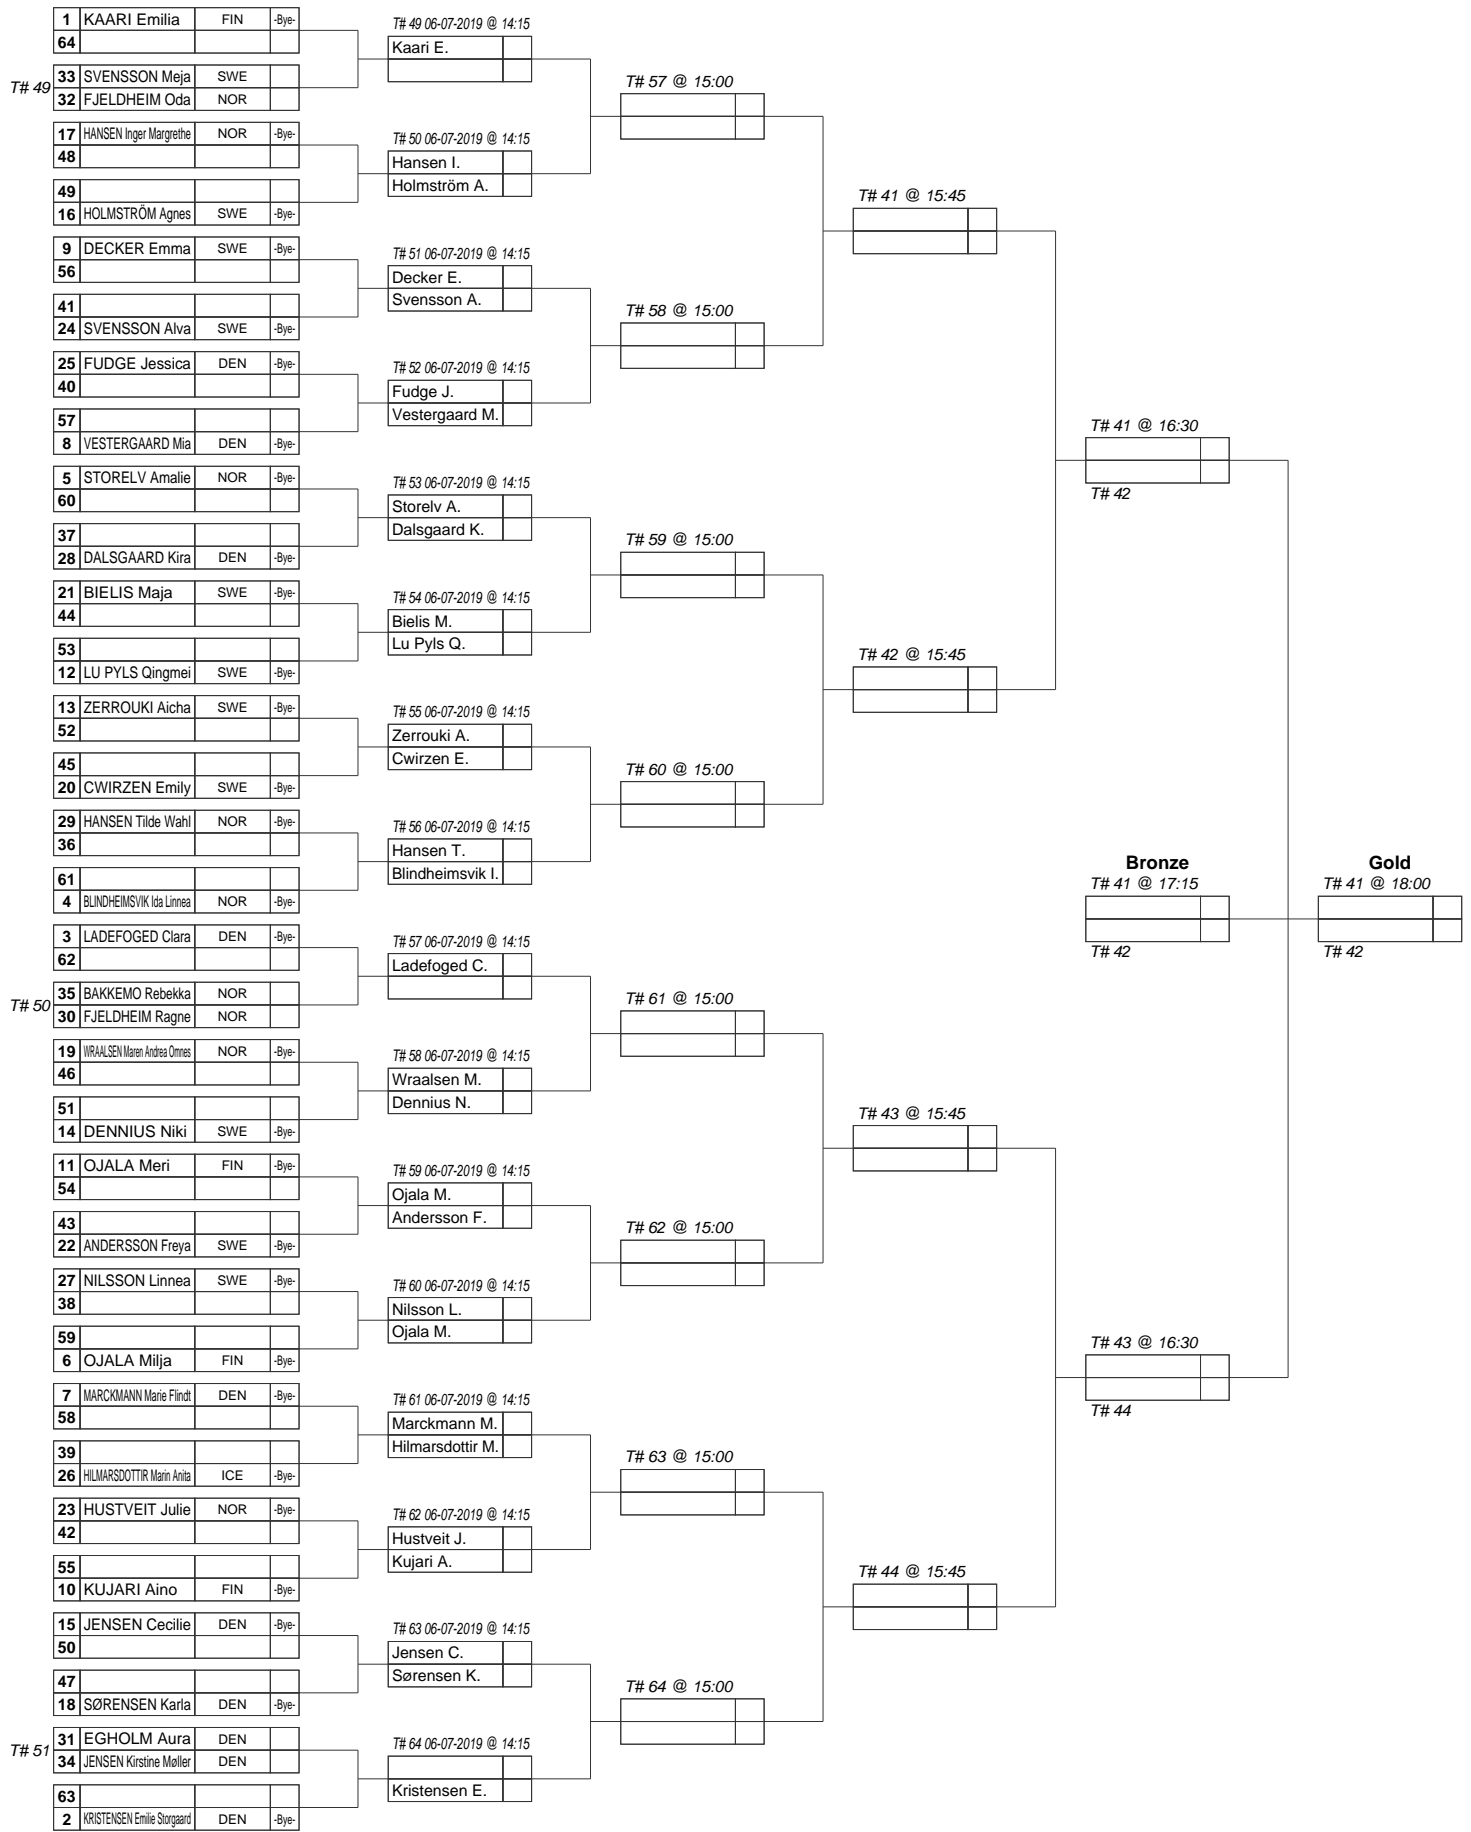 1 KAARI Emilia FIN -Bye-
64
T# 49
33 SVENSSON Meja SWE
32 FJELDHEIM Oda NOR
17 HANSEN Inger Margrethe NOR -Bye-
48
49
16 HOLMSTRÖM Agnes SWE -Bye-
9 DECKER Emma SWE -Bye-
56
41
24 SVENSSON Alva SWE -Bye-
25 FUDGE Jessica DEN -Bye-
40
57
8 VESTERGAARD Mia DEN -Bye-
5 STORELV Amalie NOR -Bye-
60
37
28 DALSGAARD Kira DEN -Bye-
21 BIELIS Maja SWE -Bye-
44
53
12 LU PYLS Qingmei SWE -Bye-
13 ZERROUKI Aicha SWE -Bye-
52
45
20 CWIRZEN Emily SWE -Bye-
29 HANSEN Tilde Wahl NOR -Bye-
36
61
4 BLINDHEIMSVIK Ida Linnea NOR -Bye-
3 LADEFOGED Clara DEN -Bye-
62
T# 50
35 BAKKEMO Rebekka NOR
30 FJELDHEIM Ragne NOR
19 WRAALSEN Maren Andrea Omnes NOR -Bye-
46
51
14 DENNIUS Niki SWE -Bye-
11 OJALA Meri FIN -Bye-
54
43
22 ANDERSSON Freya SWE -Bye-
27 NILSSON Linnea SWE -Bye-
38
59
6 OJALA Milja FIN -Bye-
7 MARCKMANN Marie Flindt DEN -Bye-
58
39
26 HILMARSDOTTIR Marin Anita ICE -Bye-
23 HUSTVEIT Julie NOR -Bye-
42
55
10 KUJARI Aino FIN -Bye-
15 JENSEN Cecilie DEN -Bye-
50
47
18 SØRENSEN Karla DEN -Bye-
T# 51
31 EGHOLM Aura DEN
34 JENSEN Kirstine Møller DEN
63
2 KRISTENSEN Emilie Storgaard DEN -Bye-
T# 49 06-07-2019 @ 14:15
Kaari E.
T# 50 06-07-2019 @ 14:15
Hansen I.
Holmström A.
T# 51 06-07-2019 @ 14:15
Decker E.
Svensson A.
T# 52 06-07-2019 @ 14:15
Fudge J.
Vestergaard M.
T# 53 06-07-2019 @ 14:15
Storelv A.
Dalsgaard K.
T# 54 06-07-2019 @ 14:15
Bielis M.
Lu Pyls Q.
T# 55 06-07-2019 @ 14:15
Zerrouki A.
Cwirzen E.
T# 56 06-07-2019 @ 14:15
Hansen T.
Blindheimsvik I.
T# 57 06-07-2019 @ 14:15
Ladefoged C.
T# 58 06-07-2019 @ 14:15
Wraalsen M.
Dennius N.
T# 59 06-07-2019 @ 14:15
Ojala M.
Andersson F.
T# 60 06-07-2019 @ 14:15
Nilsson L.
Ojala M.
T# 61 06-07-2019 @ 14:15
Marckmann M.
Hilmarsdottir M.
T# 62 06-07-2019 @ 14:15
Hustveit J.
Kujari A.
T# 63 06-07-2019 @ 14:15
Jensen C.
Sørensen K.
T# 64 06-07-2019 @ 14:15
Kristensen E.
T# 57 @ 15:00
T# 58 @ 15:00
T# 59 @ 15:00
T# 60 @ 15:00
T# 61 @ 15:00
T# 62 @ 15:00
T# 63 @ 15:00
T# 64 @ 15:00
T# 41 @ 15:45
T# 42 @ 15:45
T# 43 @ 15:45
T# 44 @ 15:45
T# 41 @ 16:30
T# 42
Bronze
T# 41 @ 17:15
T# 42
T# 43 @ 16:30
T# 44
Gold
T# 41 @ 18:00
T# 42